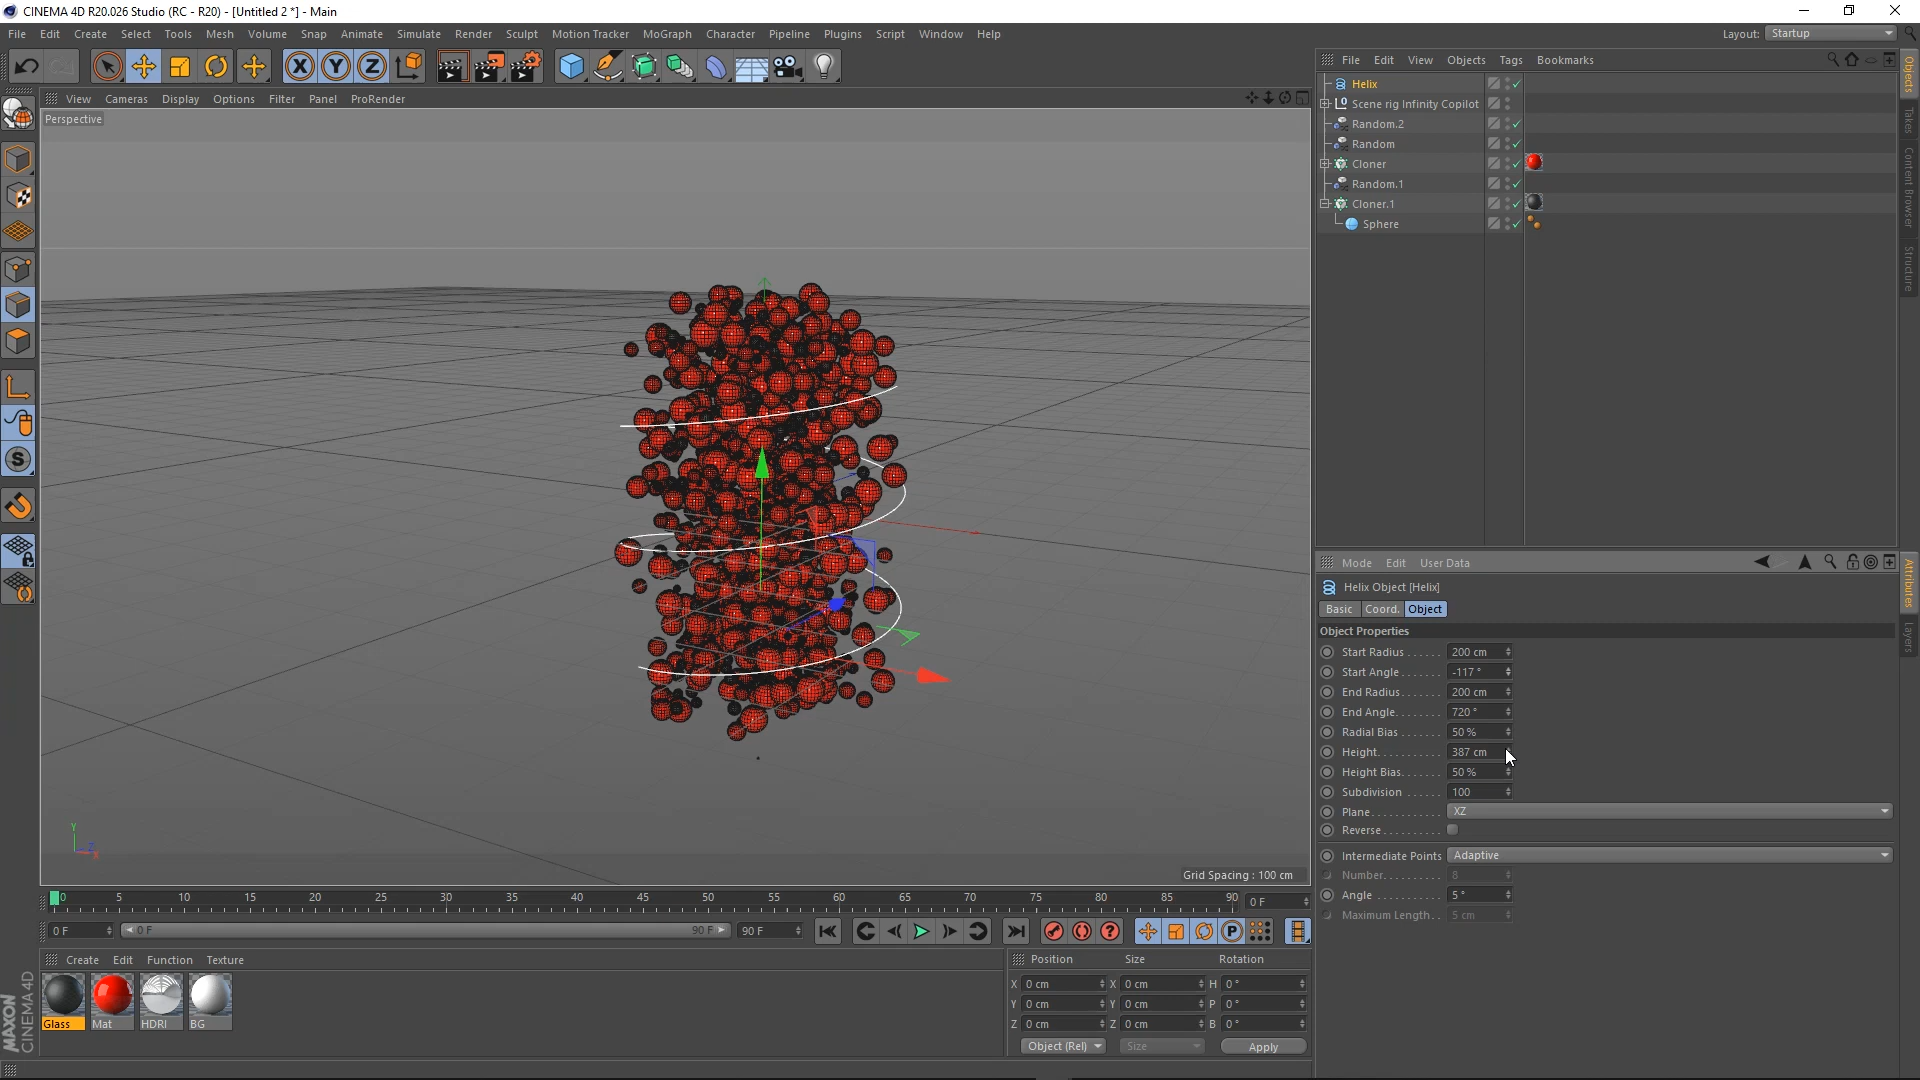 CINEMA 4D R20.026 Studio (RC - R20) - [Untitled 2 *] - Main
File Edit Create Select Tools Mesh Volume Snap Animate Simulate Render Sculpt Motion Tracker MoGraph Character Pipeline Plugins Script Window Help
Layout: Startup
X Y Z
File Edit View Objects Tags Bookmarks
View Cameras Display Options Filter Panel ProRender
Perspective
Helix
Scene rig Infinity Copilot
Random.2
Random
Cloner
Random.1
Cloner.1
Sphere
Objects
Takes
Content Browser
Structure
Mode Edit User Data
Helix Object [Helix]
Basic Coord. Object
Object Properties
Start Radius . . . . . . 200 cm
Start Angle. . . . . . . -117 °
End Radius. . . . . . . 200 cm
End Angle. . . . . . . . 720 °
Radial Bias . . . . . . . 50 %
Height. . . . . . . . . . . 387 cm
Height Bias. . . . . . . 50 %
Subdivision . . . . . . 100
Plane. . . . . . . . . . . . XZ
Reverse. . . . . . . . . .
Intermediate Points Adaptive
Number. . . . . . . . . . 8
Angle . . . . . . . . . . . 5 °
Maximum Length. . 5 cm
Attributes
Layers
Y
Z
X
Grid Spacing : 100 cm
0 5 10 15 20 25 30 35 40 45 50 55 60 65 70 75 80 85 90 0 F
0 F 0 F 90 F 90 F
P
S
Create Edit Function Texture
Glass Mat HDRI BG
Position Size Rotation
X 0 cm X 0 cm H 0 °
Y 0 cm Y 0 cm P 0 °
Z 0 cm Z 0 cm B 0 °
Object (Rel) Size Apply
MAXON
CINEMA 4D